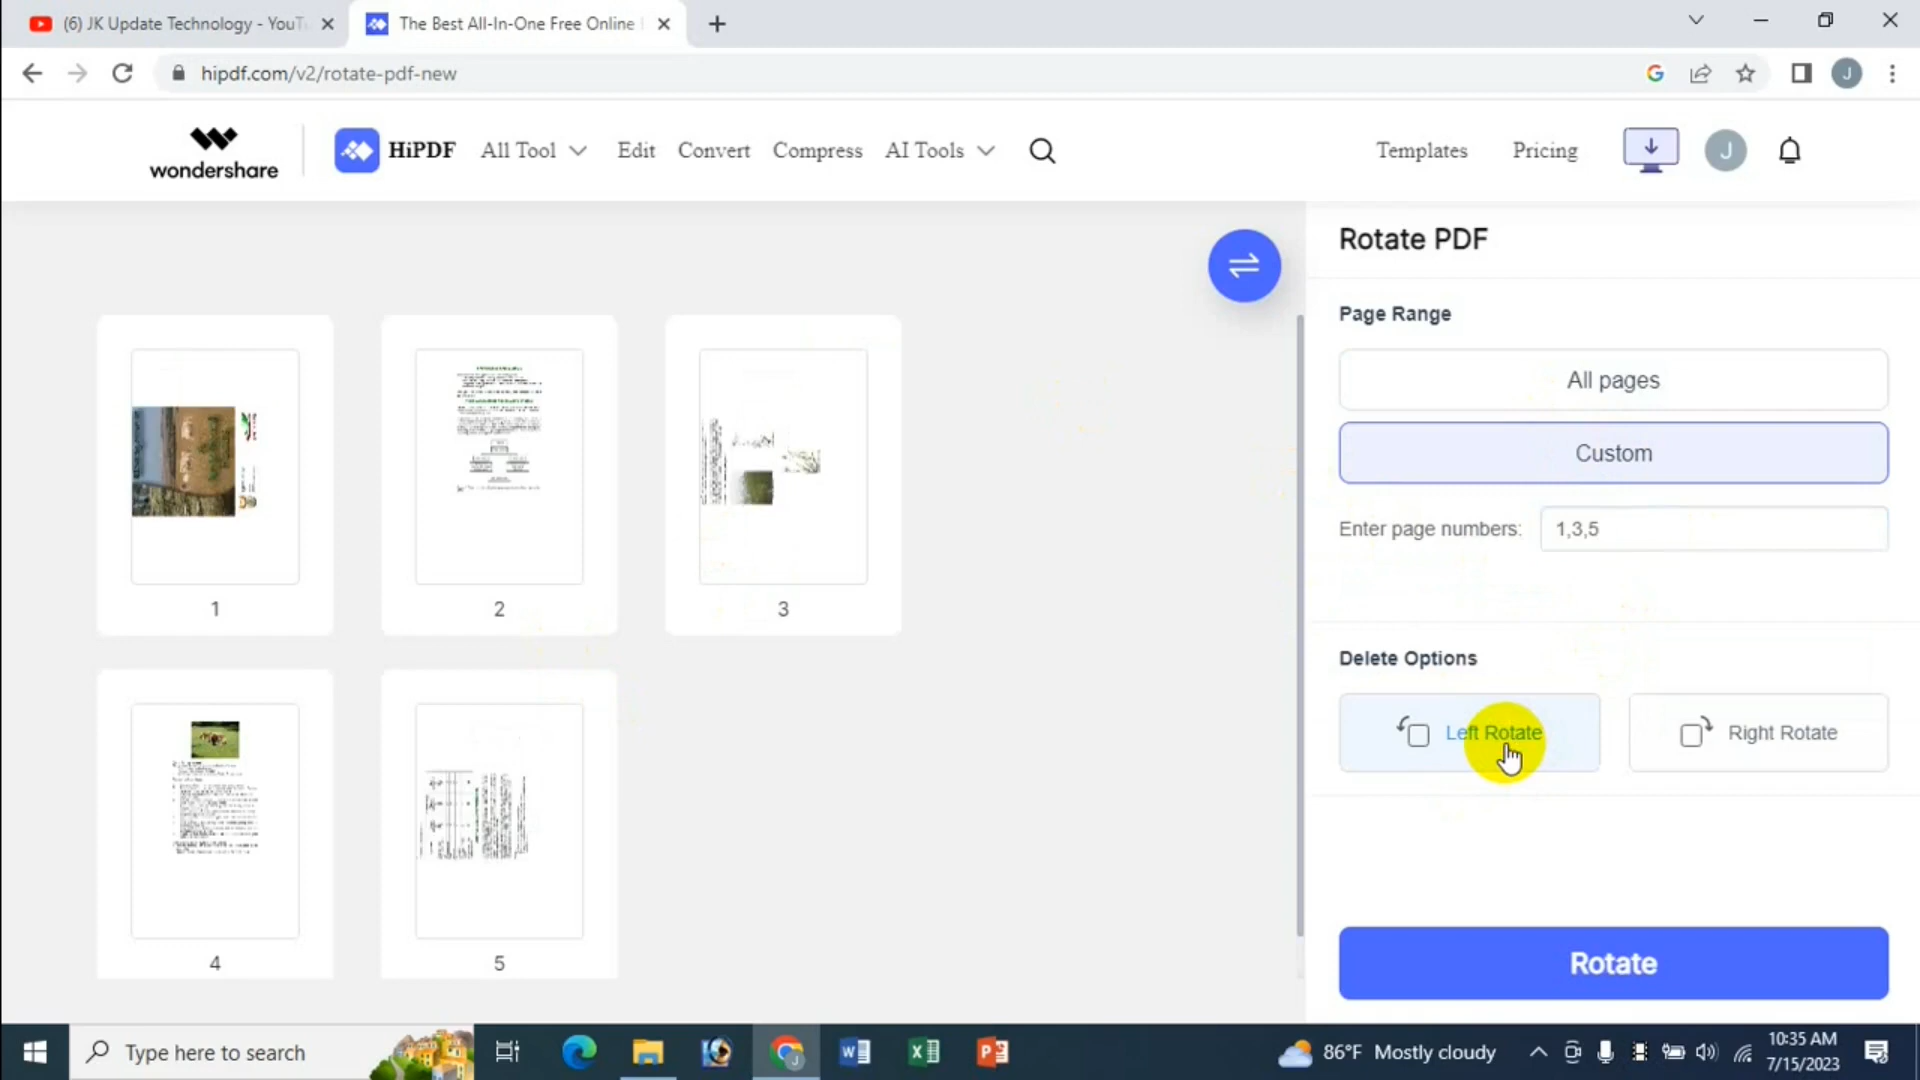 (6) JK Update Technology - YouT
The Best All-In-One Free Online
hipdf.com/v2/rotate-pdf-new
wondershare
HiPDF
All Tool
Edit
Convert
Compress
AI Tools
Templates
Pricing
J
J
Rotate PDF
Page Range
All pages
Custom
Enter page numbers: 1,3,5
1
2
3
Delete Options
Left Rotate
Right Rotate
4
5
Rotate
Type here to search
86°F Mostly cloudy
10:35 AM
7/15/2023